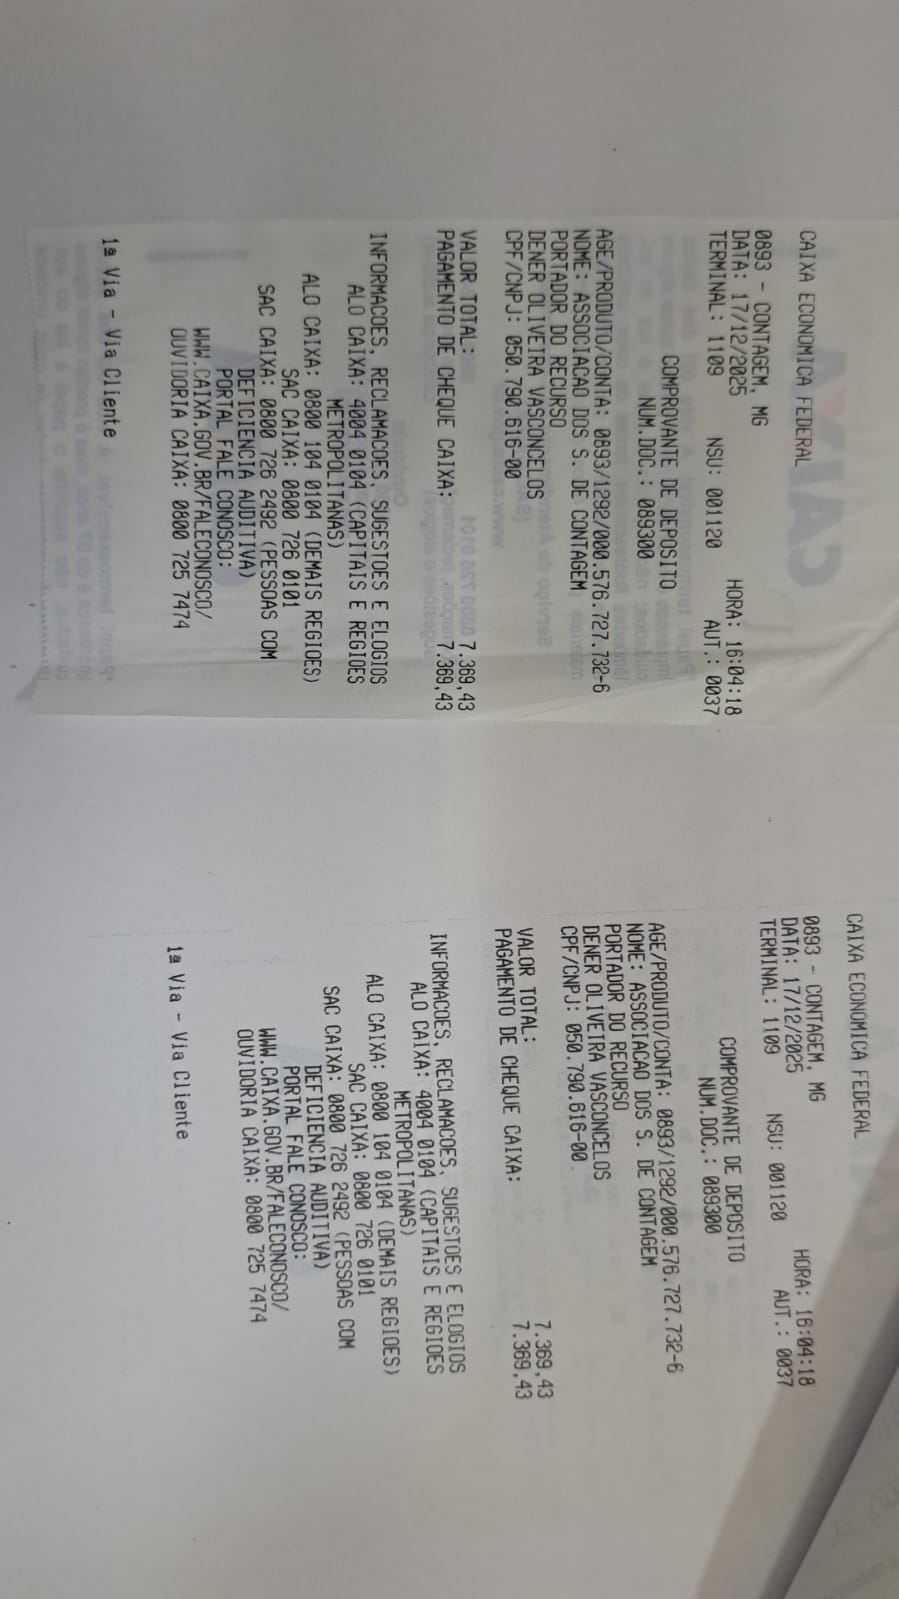 CAIXA ECONOMICA FEDERAL
0893 - CONTAGEM, MG
DATA: 17/12/2025 HORA: 16:04:18
TERMINAL: 1109 NSU: 001120 AUT.: 0037
COMPROVANTE DE DEPOSITO
NUM.DOC.: 089300
AGE/PRODUTO/CONTA: 0893/1292/000.576.727.732-6
NOME: ASSOCIACAO DOS S. DE CONTAGEM
PORTADOR DO RECURSO
DENER OLIVEIRA VASCONCELOS
CPF/CNPJ: 050.790.616-00
VALOR TOTAL: 7.369,43
PAGAMENTO DE CHEQUE CAIXA: 7.369,43
INFORMACOES, RECLAMACOES, SUGESTOES E ELOGIOS
ALO CAIXA: 4004 0104 (CAPITAIS E REGIOES
METROPOLITANAS)
ALO CAIXA: 0800 104 0104 (DEMAIS REGIOES)
SAC CAIXA: 0800 726 0101
SAC CAIXA: 0800 726 2492 (PESSOAS COM
DEFICIENCIA AUDITIVA)
PORTAL FALE CONOSCO:
WWW.CAIXA.GOV.BR/FALECONOSCO/
OUVIDORIA CAIXA: 0800 725 7474
1ª Via - Via Cliente
CAIXA ECONOMICA FEDERAL
0893 - CONTAGEM, MG
DATA: 17/12/2025 HORA: 16:04:18
TERMINAL: 1109 NSU: 001120 AUT.: 0037
COMPROVANTE DE DEPOSITO
NUM.DOC.: 089300
AGE/PRODUTO/CONTA: 0893/1292/000.576.727.732-6
NOME: ASSOCIACAO DOS S. DE CONTAGEM
PORTADOR DO RECURSO
DENER OLIVEIRA VASCONCELOS
CPF/CNPJ: 050.790.616-00
VALOR TOTAL: 7.369,43
PAGAMENTO DE CHEQUE CAIXA: 7.369,43
INFORMACOES, RECLAMACOES, SUGESTOES E ELOGIOS
ALO CAIXA: 4004 0104 (CAPITAIS E REGIOES
METROPOLITANAS)
ALO CAIXA: 0800 104 0104 (DEMAIS REGIOES)
SAC CAIXA: 0800 726 0101
SAC CAIXA: 0800 726 2492 (PESSOAS COM
DEFICIENCIA AUDITIVA)
PORTAL FALE CONOSCO:
WWW.CAIXA.GOV.BR/FALECONOSCO/
OUVIDORIA CAIXA: 0800 725 7474
1ª Via - Via Cliente